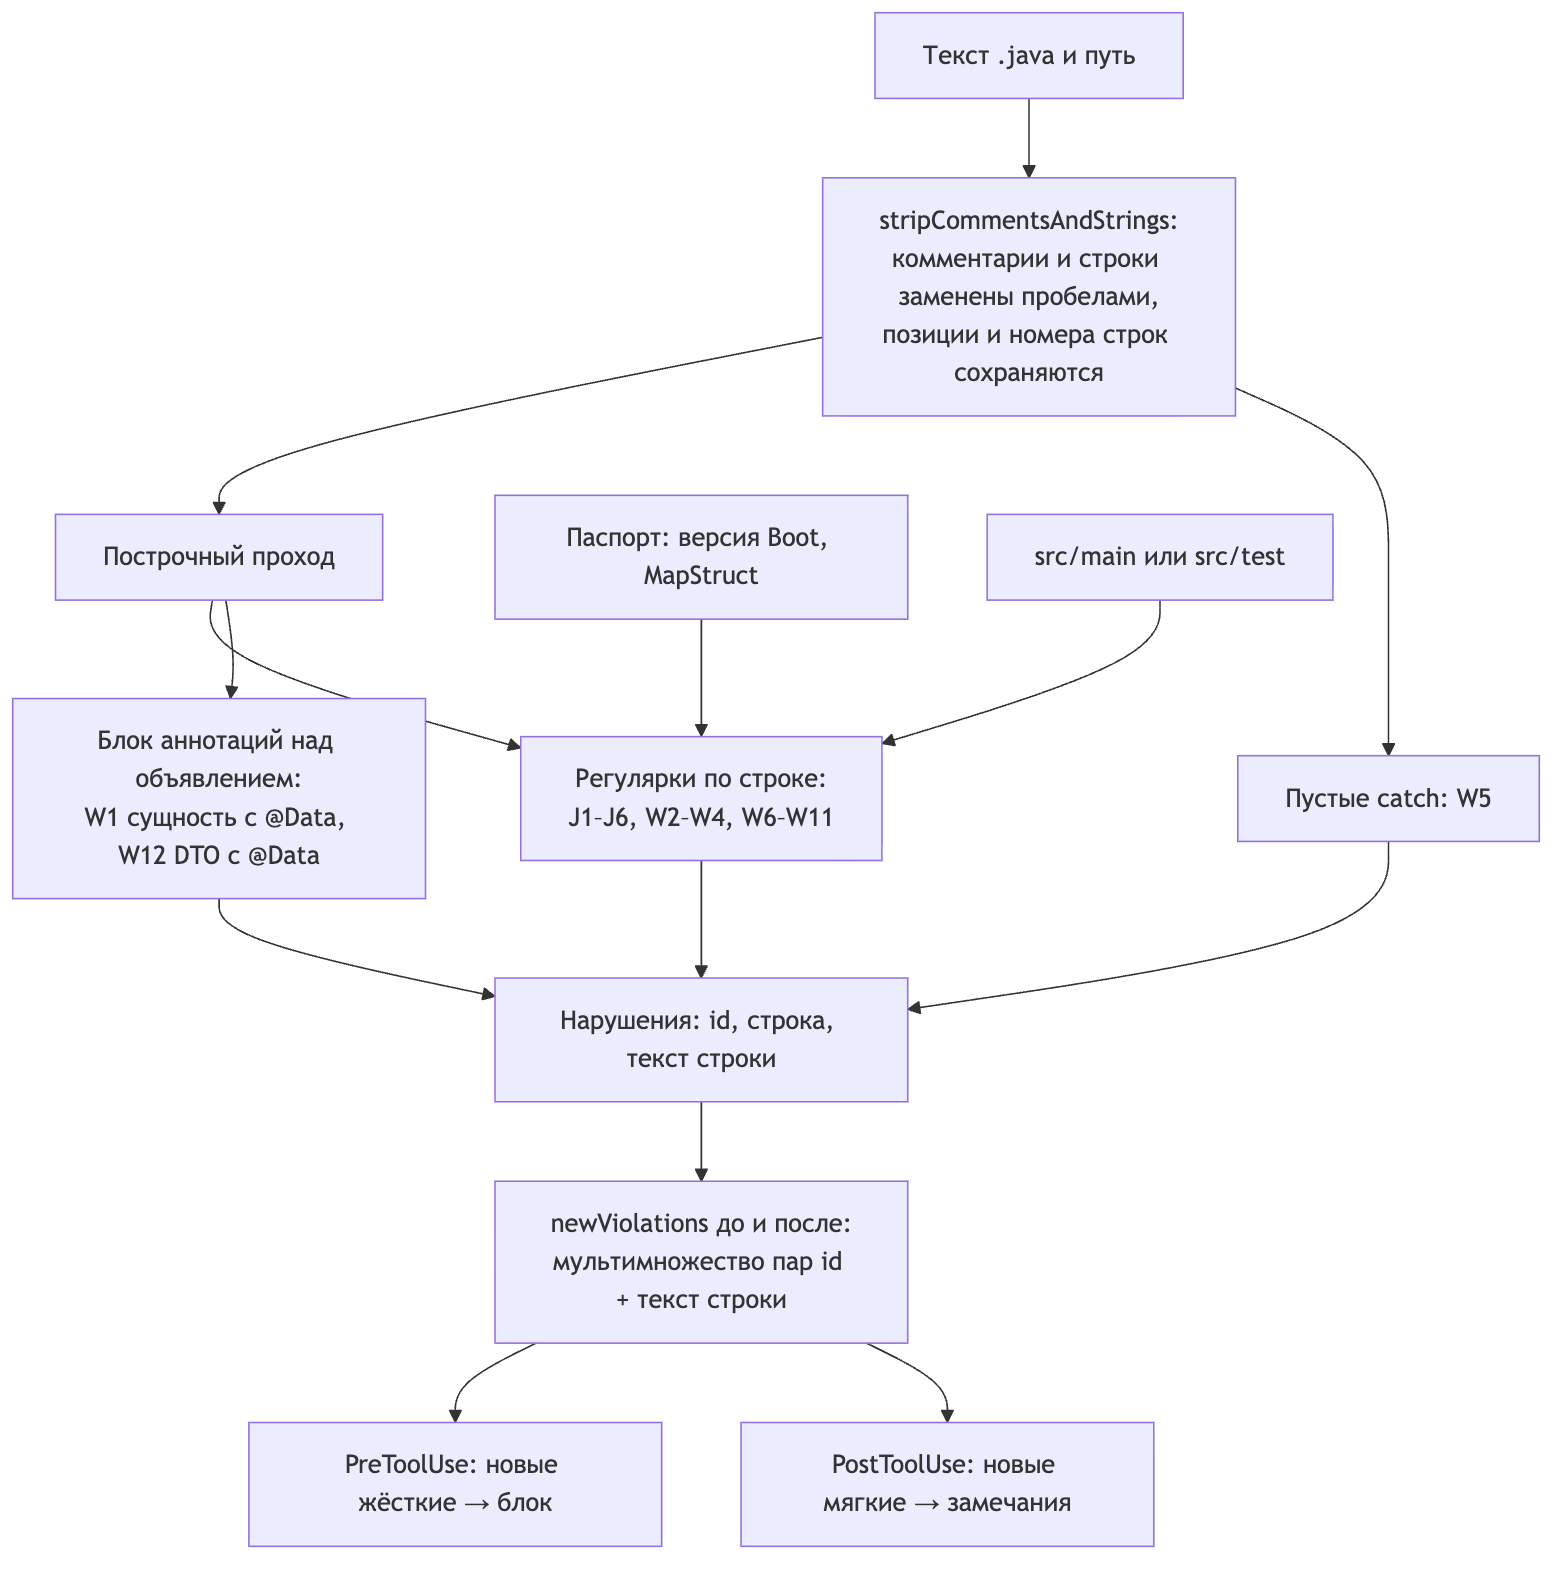 Текст .java и путь
stripCommentsAndStrings:
комментарии и строки
заменены пробелами,
позиции и номера строк
сохраняются
Построчный проход
Паспорт: версия Boot,
MapStruct
src/main или src/test
Блок аннотаций над
объявлением:
W1 сущность с @Data,
W12 DTO с @Data
Регулярки по строке:
J1–J6, W2–W4, W6–W11
Пустые catch: W5
Нарушения: id, строка,
текст строки
newViolations до и после:
мультимножество пар id
+ текст строки
PreToolUse: новые
жёсткие → блок
PostToolUse: новые
мягкие → замечания